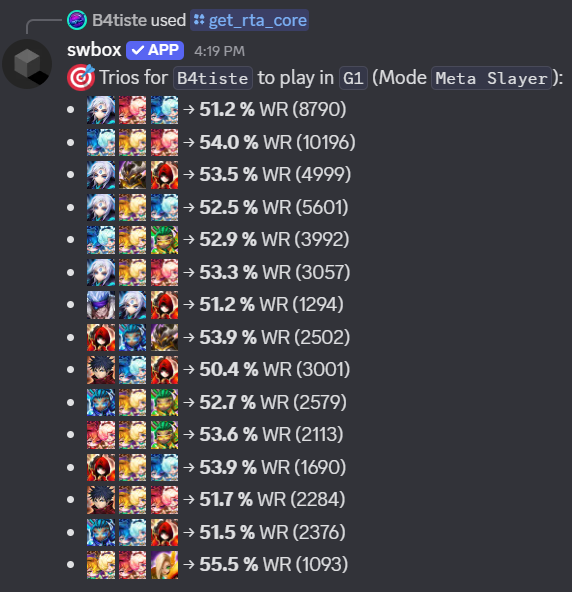 B4tiste used get_rta_core
swbox ✓ APP 4:19 PM
🎯 Trios for B4tiste to play in G1 (Mode Meta Slayer):
• → 51.2 % WR (8790)
• → 54.0 % WR (10196)
• → 53.5 % WR (4999)
• → 52.5 % WR (5601)
• → 52.9 % WR (3992)
• → 53.3 % WR (3057)
• → 51.2 % WR (1294)
• → 53.9 % WR (2502)
• → 50.4 % WR (3001)
• → 52.7 % WR (2579)
• → 53.6 % WR (2113)
• → 53.9 % WR (1690)
• → 51.7 % WR (2284)
• → 51.5 % WR (2376)
• → 55.5 % WR (1093)